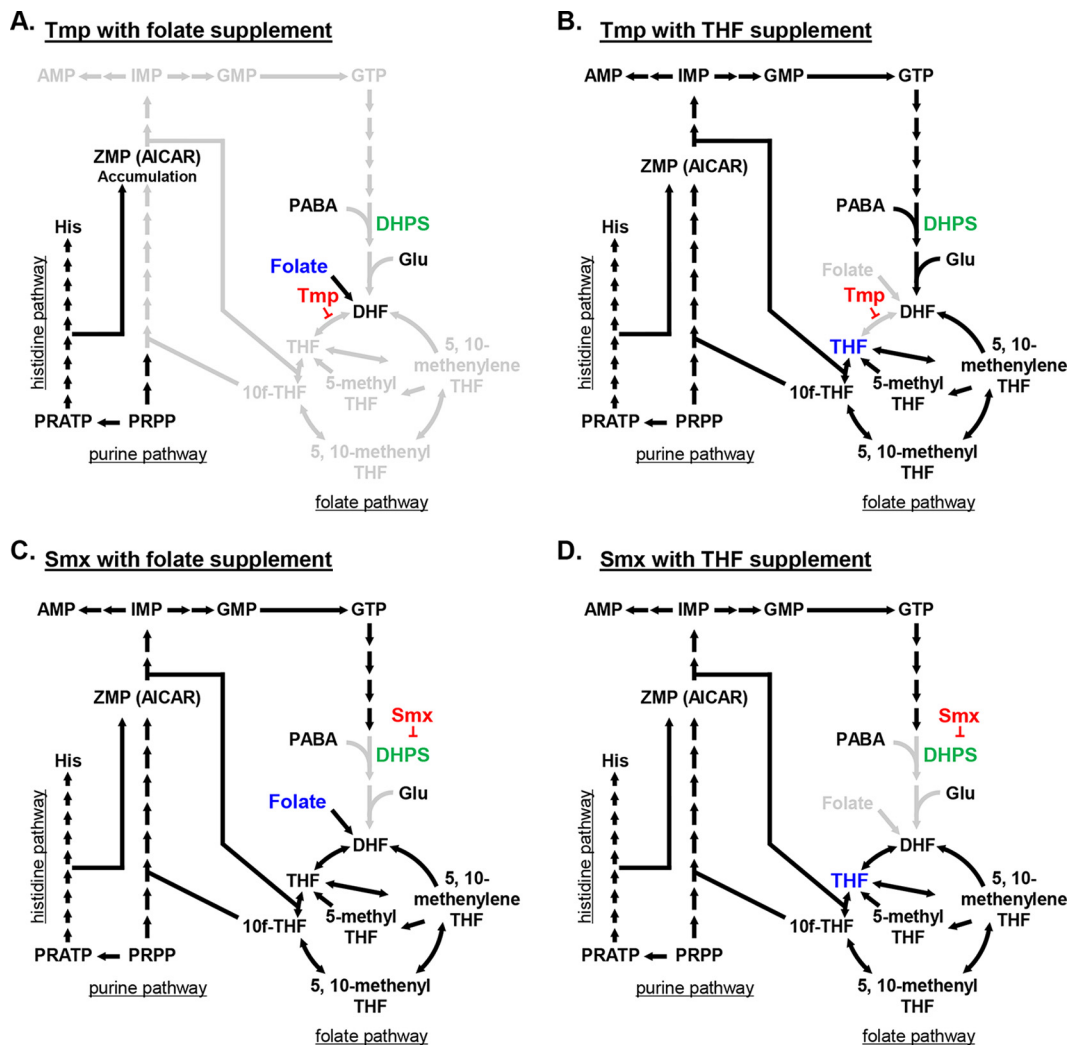 A. Tmp with folate supplement
AMP IMP GMP GTP
ZMP (AICAR)
Accumulation
PABA
DHPS
His
Glu
Folate
Tmp
DHF
histidine pathway
THF
5, 10-
methenylene
THF
5-methyl
THF
10f-THF
PRATP PRPP
5, 10-methenyl
THF
purine pathway
folate pathway
B. Tmp with THF supplement
AMP IMP GMP GTP
ZMP (AICAR)
PABA
DHPS
His
Glu
Folate
Tmp
DHF
histidine pathway
THF
5, 10-
methenylene
THF
5-methyl
THF
10f-THF
PRATP PRPP
5, 10-methenyl
THF
purine pathway
folate pathway
C. Smx with folate supplement
AMP IMP GMP GTP
ZMP (AICAR)
Smx
PABA
DHPS
His
Glu
Folate
DHF
histidine pathway
THF
5, 10-
methenylene
THF
5-methyl
THF
10f-THF
PRATP PRPP
5, 10-methenyl
THF
purine pathway
folate pathway
D. Smx with THF supplement
AMP IMP GMP GTP
ZMP (AICAR)
Smx
PABA
DHPS
His
Glu
Folate
DHF
histidine pathway
THF
5, 10-
methenylene
THF
5-methyl
THF
10f-THF
PRATP PRPP
5, 10-methenyl
THF
purine pathway
folate pathway